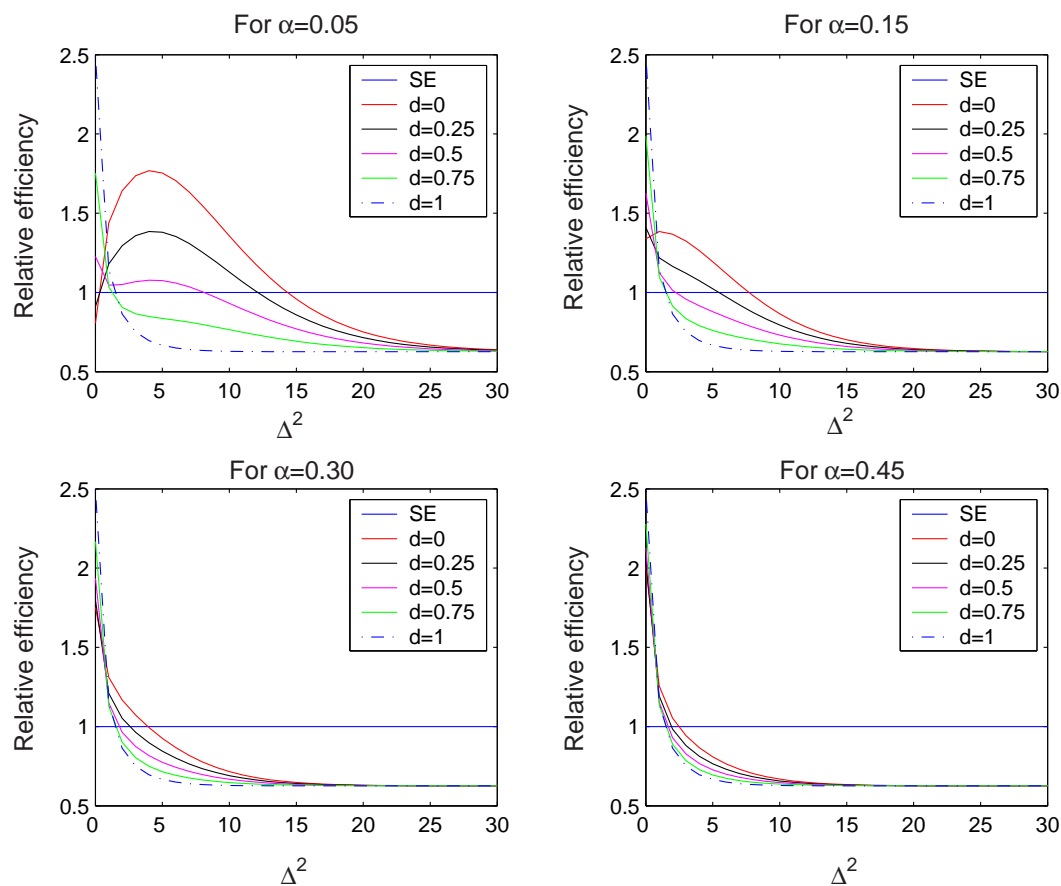 For α=0.05
Relative efficiency
2.5
2
1.5
1
0.5
0 5 10 15 20 25 30
Δ²
SE
d=0
d=0.25
d=0.5
d=0.75
d=1
For α=0.15
Relative efficiency
2.5
2
1.5
1
0.5
0 5 10 15 20 25 30
Δ²
SE
d=0
d=0.25
d=0.5
d=0.75
d=1
For α=0.30
Relative efficiency
2.5
2
1.5
1
0.5
0 5 10 15 20 25 30
Δ²
SE
d=0
d=0.25
d=0.5
d=0.75
d=1
For α=0.45
Relative efficiency
2.5
2
1.5
1
0.5
0 5 10 15 20 25 30
Δ²
SE
d=0
d=0.25
d=0.5
d=0.75
d=1